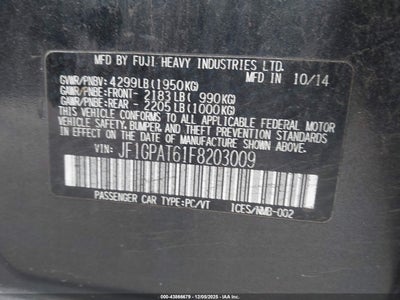 MFD BY FUJI HEAVY INDUSTRIES LTD.
GVWR/PNBV: 4299LB(1950KG) MFD IN 10/14
GAWR/PNBE: FRONT- 2183LB( 990KG)
GAWR/PNBE: REAR - 2205LB(1000KG)
THIS VEHICLE CONFORMS TO ALL APPLICABLE FEDERAL MOTOR
VEHICLE SAFETY, BUMPER, AND THEFT PREVENTION STANDARDS
IN EFFECT ON THE DATE OF MANUFACTURE SHOWN ABOVE.
VIN: JF1GPAT61F8203009
PASSENGER CAR TYPE:PC/VT ICES/NMB-002
000-43866679 - 12/05/2025 - IAA Holdings, LLC